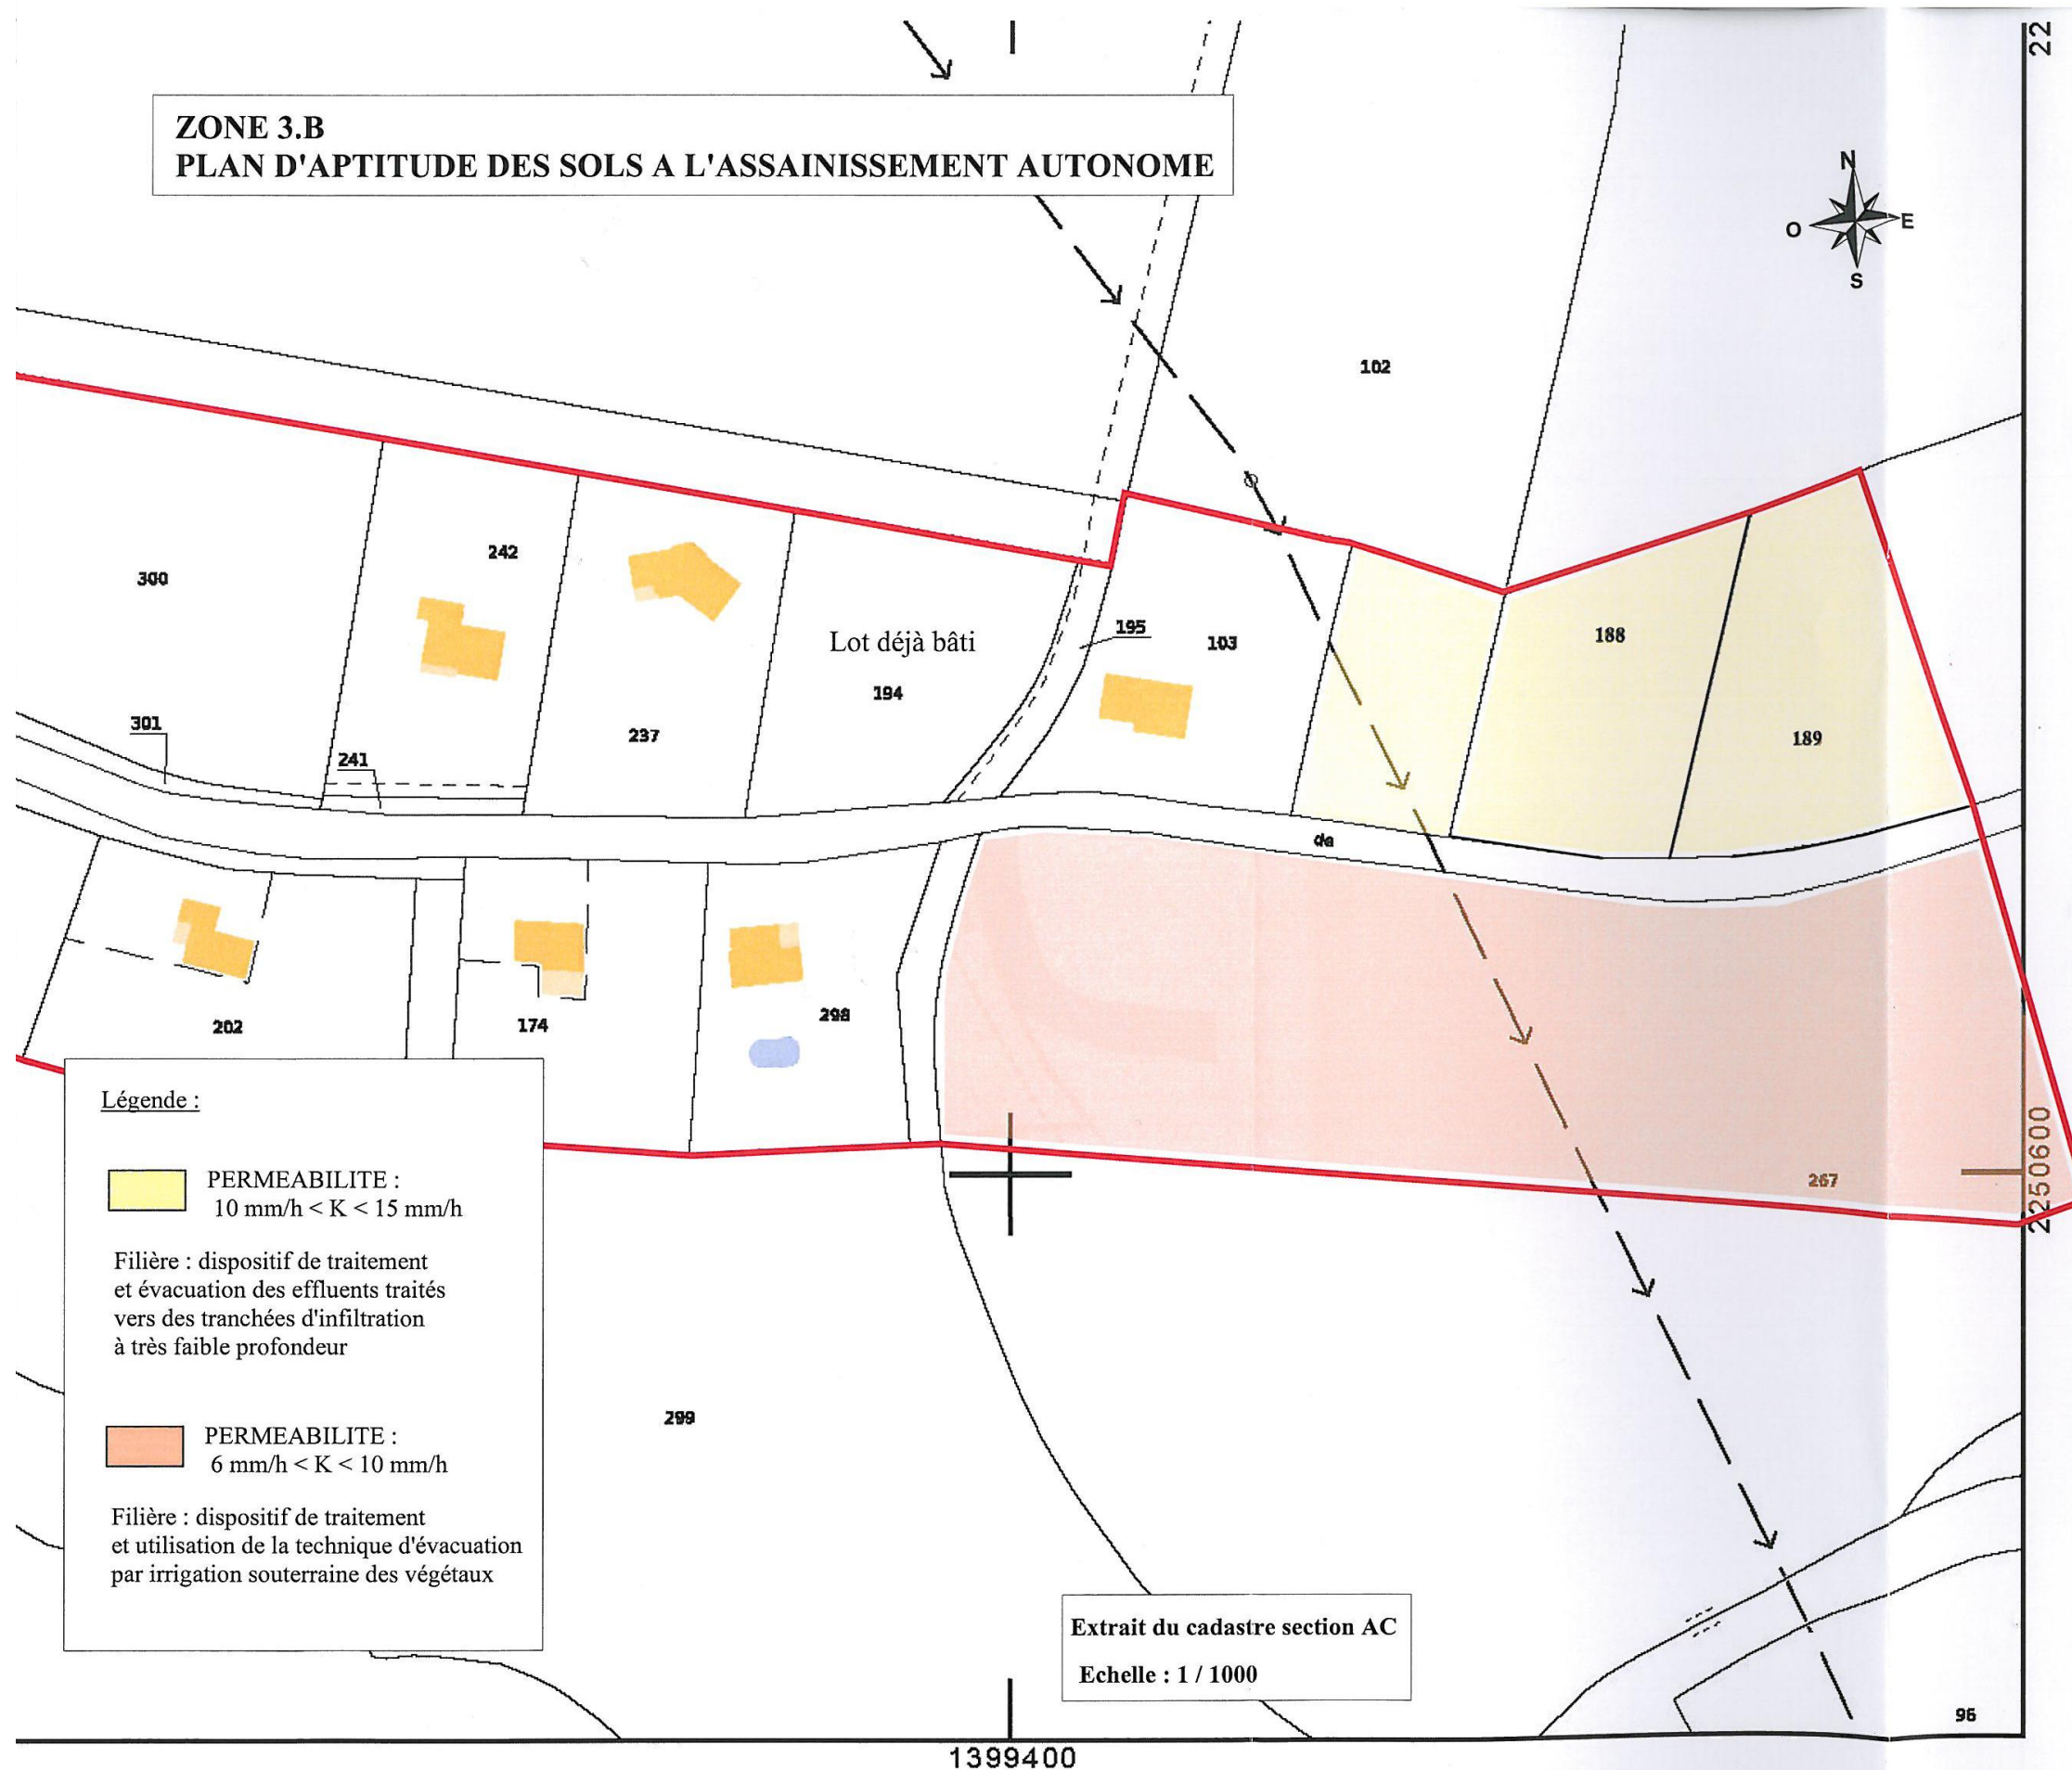 22
ZONE 3.B
PLAN D'APTITUDE DES SOLS A L'ASSAINISSEMENT AUTONOME
N
O
E
S
102
242
300
188
195
103
Lot déjà bâti
194
301
237
189
241
de
298
202
174
Légende :
PERMEABILITE :
10 mm/h < K < 15 mm/h
Filière : dispositif de traitement
et évacuation des effluents traités
vers des tranchées d'infiltration
à très faible profondeur
PERMEABILITE :
6 mm/h < K < 10 mm/h
Filière : dispositif de traitement
et utilisation de la technique d'évacuation
par irrigation souterraine des végétaux
267
2250600
299
Extrait du cadastre section AC
Echelle : 1 / 1000
96
1399400